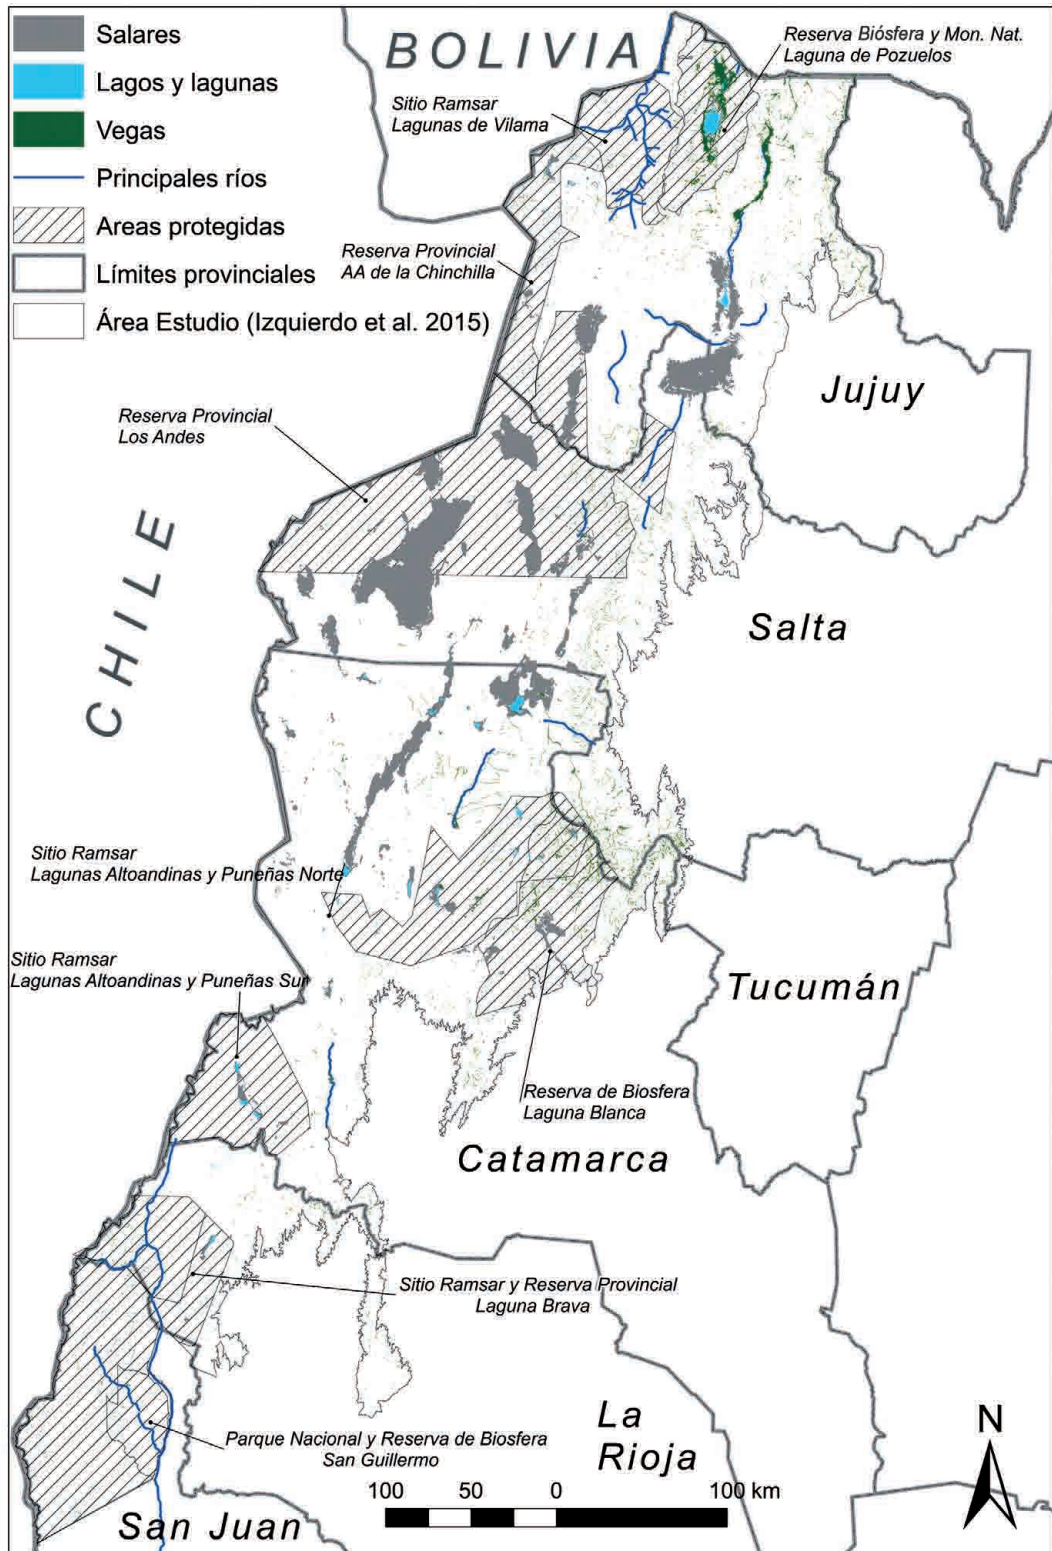 Salares
Lagos y lagunas
Vegas
Principales ríos
Areas protegidas
Límites provinciales
Área Estudio (Izquierdo et al. 2015)
BOLIVIA
Reserva Biósfera y Mon. Nat.
Laguna de Pozuelos
Sitio Ramsar
Lagunas de Vilama
Reserva Provincial
AA de la Chinchilla
Jujuy
Reserva Provincial
Los Andes
CHILE
Salta
Sitio Ramsar
Lagunas Altoandinas y Puneñas Norte
Sitio Ramsar
Lagunas Altoandinas y Puneñas Sur
Tucumán
Reserva de Biosfera
Laguna Blanca
Catamarca
Sitio Ramsar y Reserva Provincial
Laguna Brava
La
Rioja
Parque Nacional y Reserva de Biosfera
San Guillermo
N
100 50 0 100 km
San Juan